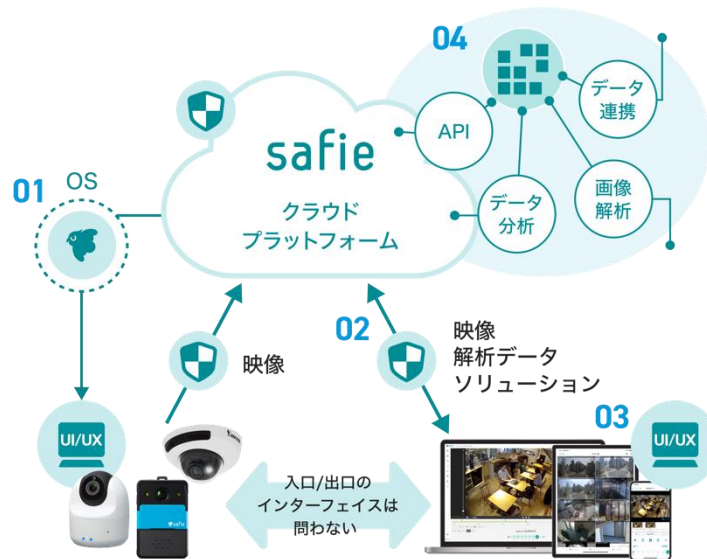 04
データ
連携
API
safie
クラウド
プラットフォーム
データ
分析
画像
解析
01
OS
02
映像
映像
解析データ
ソリューション
03
UI/UX
UI/UX
入口/出口の
インターフェイスは
問わない
safie